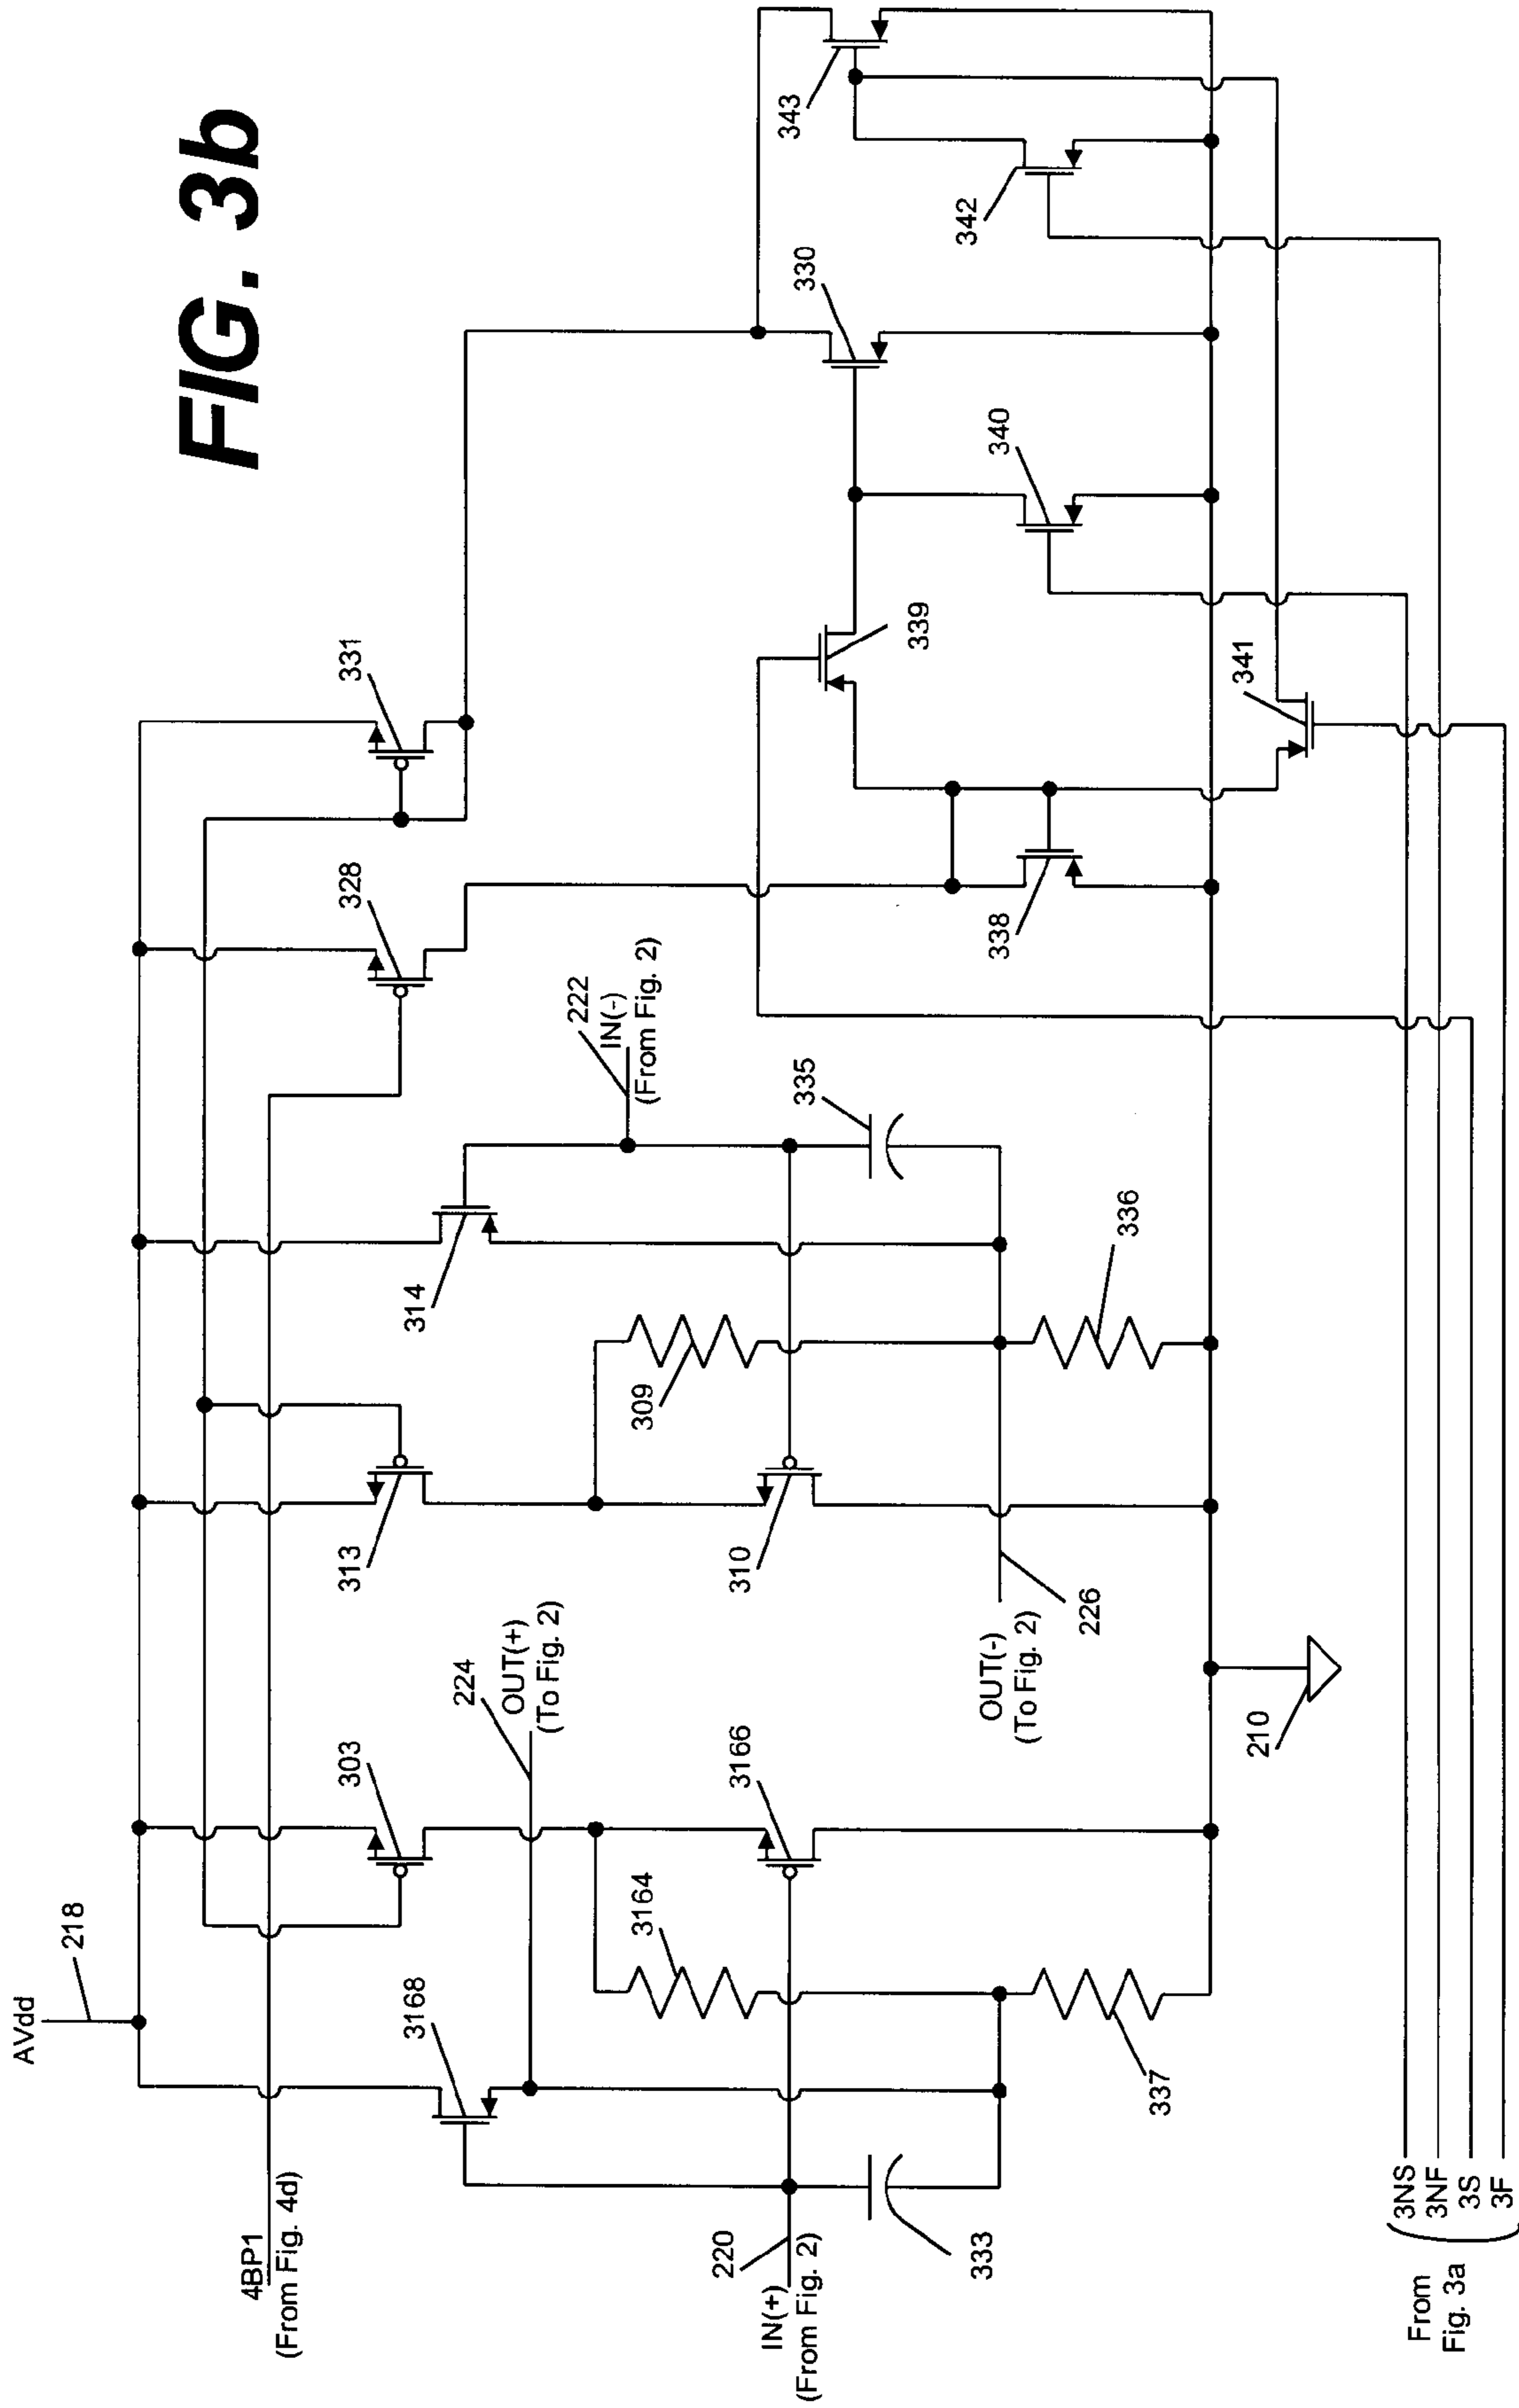 FIG. 3b
AVdd
218
4BP1
(From Fig. 4d)
3168
303
313
314
328
331
224
OUT(+)
(To Fig. 2)
222
IN(-)
(From Fig. 2)
3164
3166
309
310
335
220
IN(+)
(From Fig. 2)
333
337
OUT(-)
(To Fig. 2)
226
336
210
338
339
340
330
341
342
343
From
Fig. 3a
3NS
3NF
3S
3F